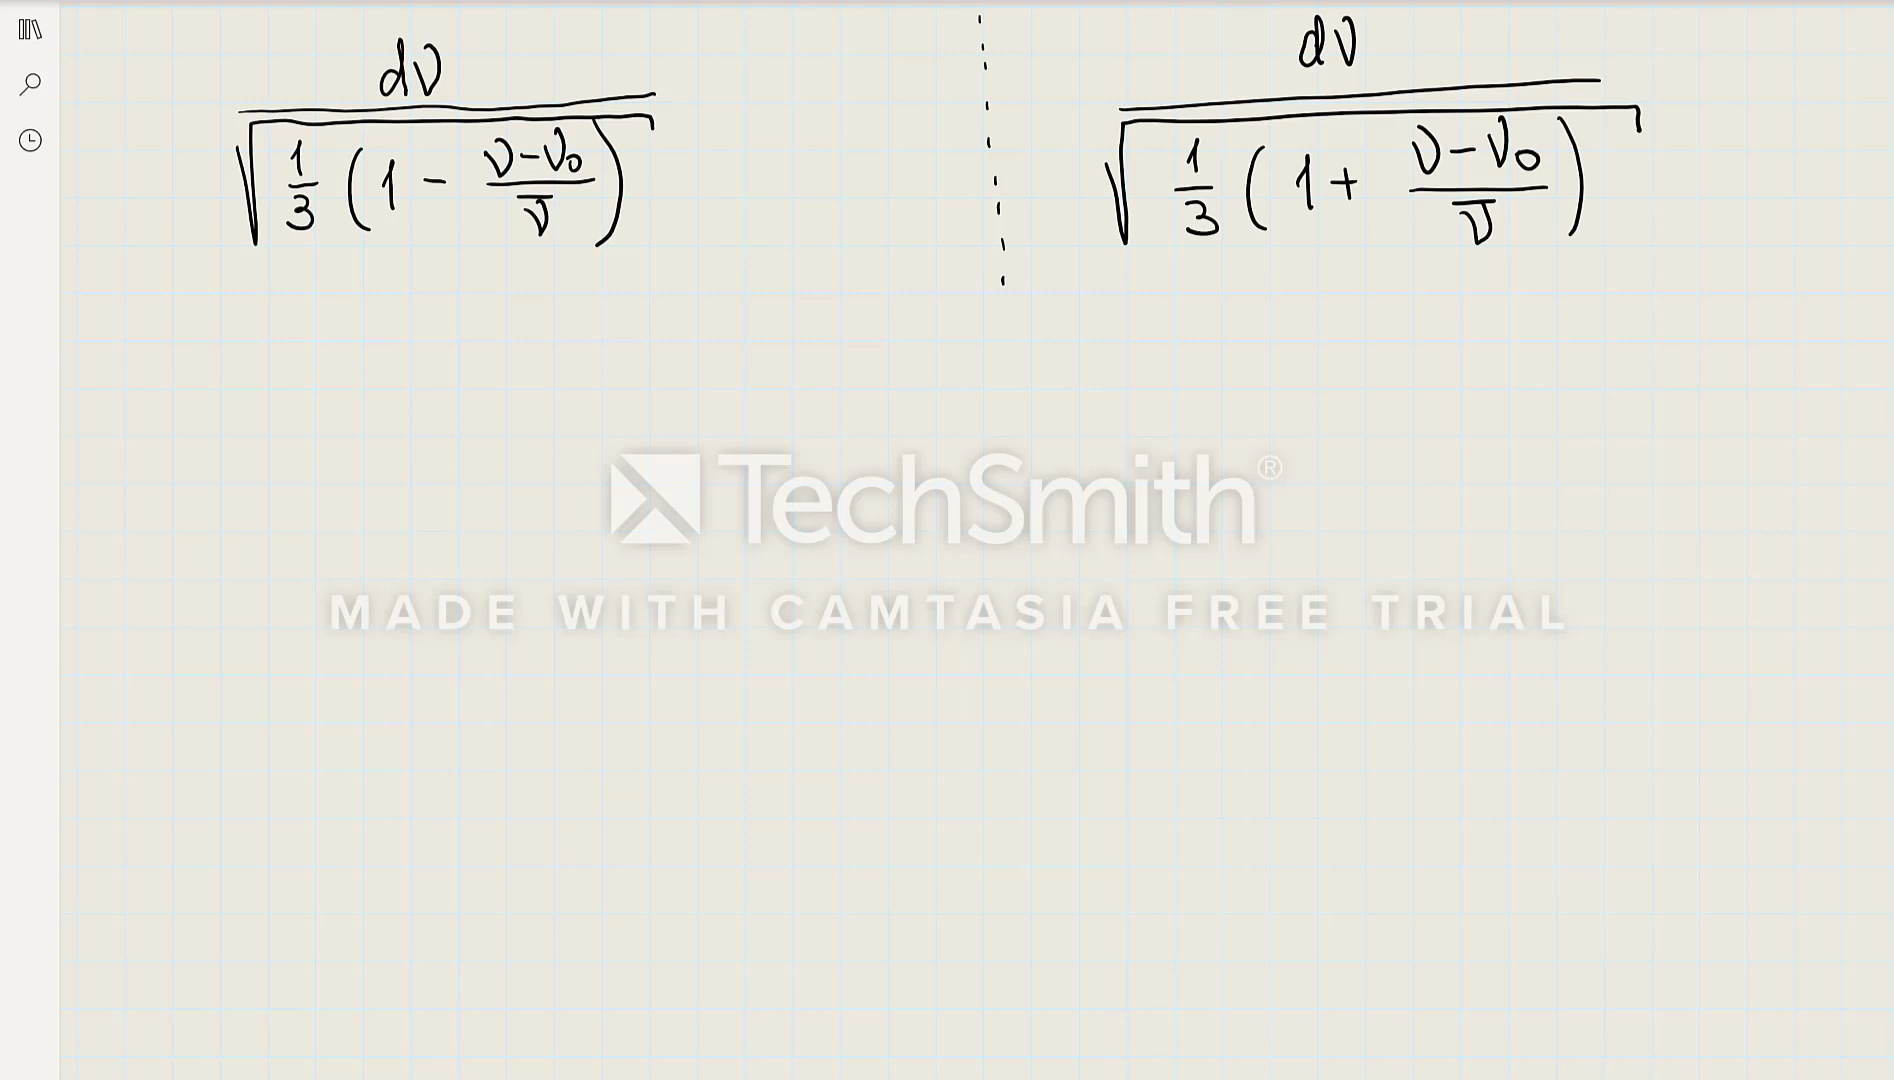 dν / √(1/3 (1 - (ν-ν₀)/ν̅))
dν / √(1/3 (1 + (ν-ν₀)/ν̅))
TechSmith®
MADE WITH CAMTASIA FREE TRIAL